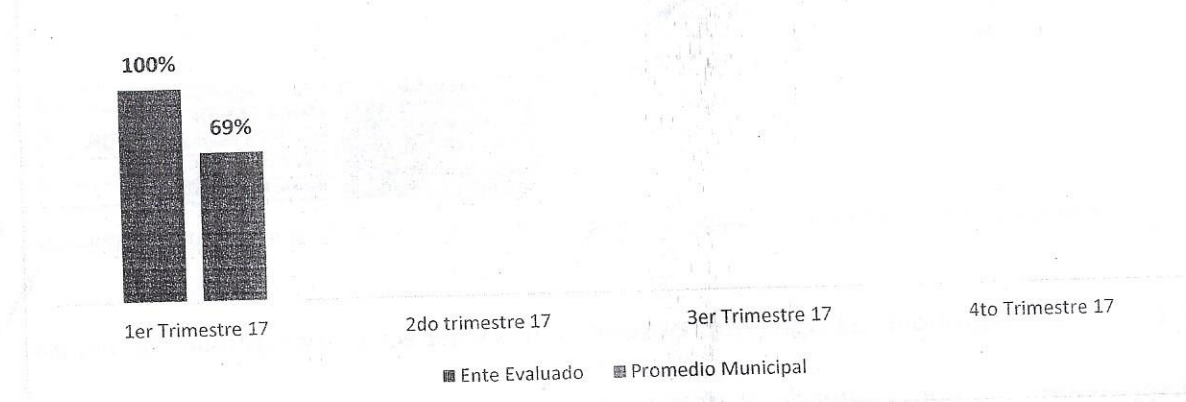 100%
69%
1er Trimestre 17
2do trimestre 17
3er Trimestre 17
4to Trimestre 17
Ente Evaluado
Promedio Municipal